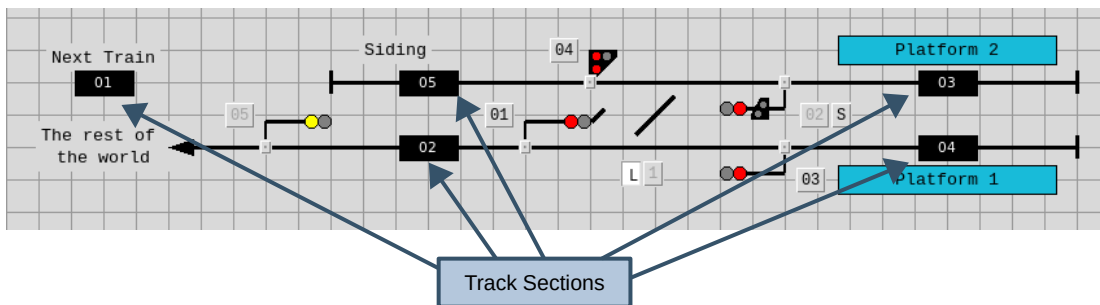 Siding
04
Platform 2
Next Train
01
05
03
05
01
02
S
The rest of
the world
02
04
L
1
03
Platform 1
Track Sections